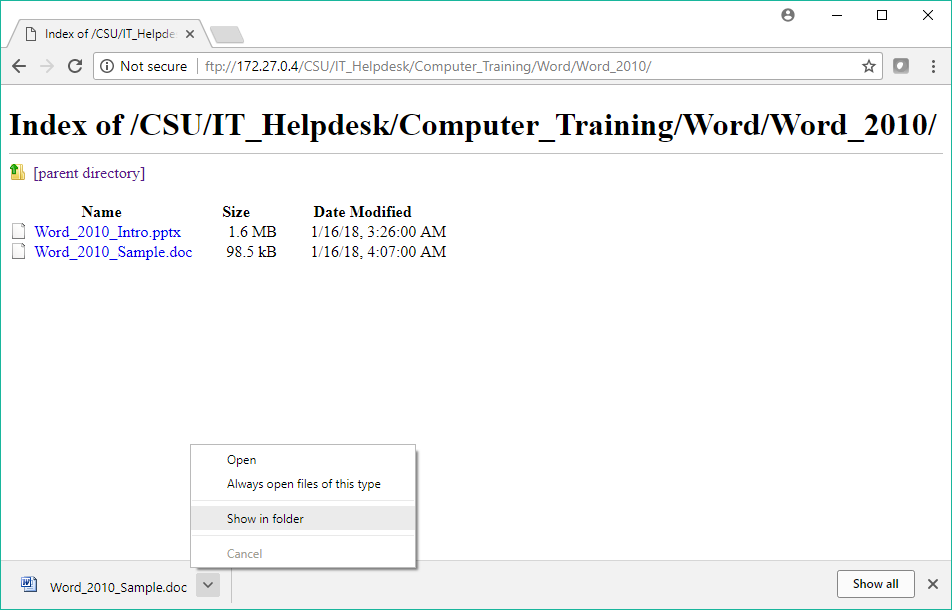 Index of /CSU/IT_Helpde
Not secure ftp://172.27.0.4/CSU/IT_Helpdesk/Computer_Training/Word/Word_2010/
Index of /CSU/IT_Helpdesk/Computer_Training/Word/Word_2010/
[parent directory]
Name Size Date Modified
Word_2010_Intro.pptx 1.6 MB 1/16/18, 3:26:00 AM
Word_2010_Sample.doc 98.5 kB 1/16/18, 4:07:00 AM
Open
Always open files of this type
Show in folder
Cancel
Word_2010_Sample.doc Show all